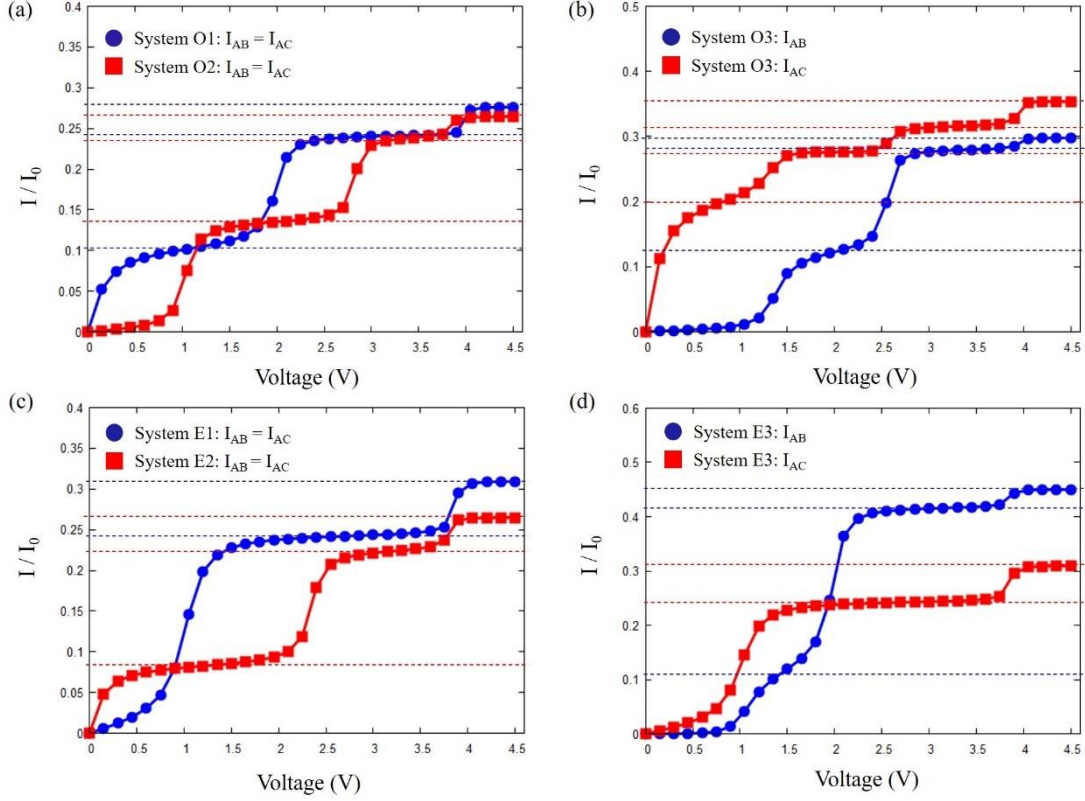 (a)
0.4
0.35
0.3
0.25
0.2
0.15
0.1
0.05
0
I / I0
System O1: IAB = IAC
System O2: IAB = IAC
0 0.5 1 1.5 2 2.5 3 3.5 4 4.5
Voltage (V)
(b)
0.5
0.4
0.3
0.2
0.1
0
I / I0
System O3: IAB
System O3: IAC
0 0.5 1 1.5 2 2.5 3 3.5 4 4.5
Voltage (V)
(c)
0.4
0.35
0.3
0.25
0.2
0.15
0.1
0.05
0
I / I0
System E1: IAB = IAC
System E2: IAB = IAC
0 0.5 1 1.5 2 2.5 3 3.5 4 4.5
Voltage (V)
(d)
0.6
0.5
0.4
0.3
0.2
0.1
0
I / I0
System E3: IAB
System E3: IAC
0 0.5 1 1.5 2 2.5 3 3.5 4 4.5
Voltage (V)